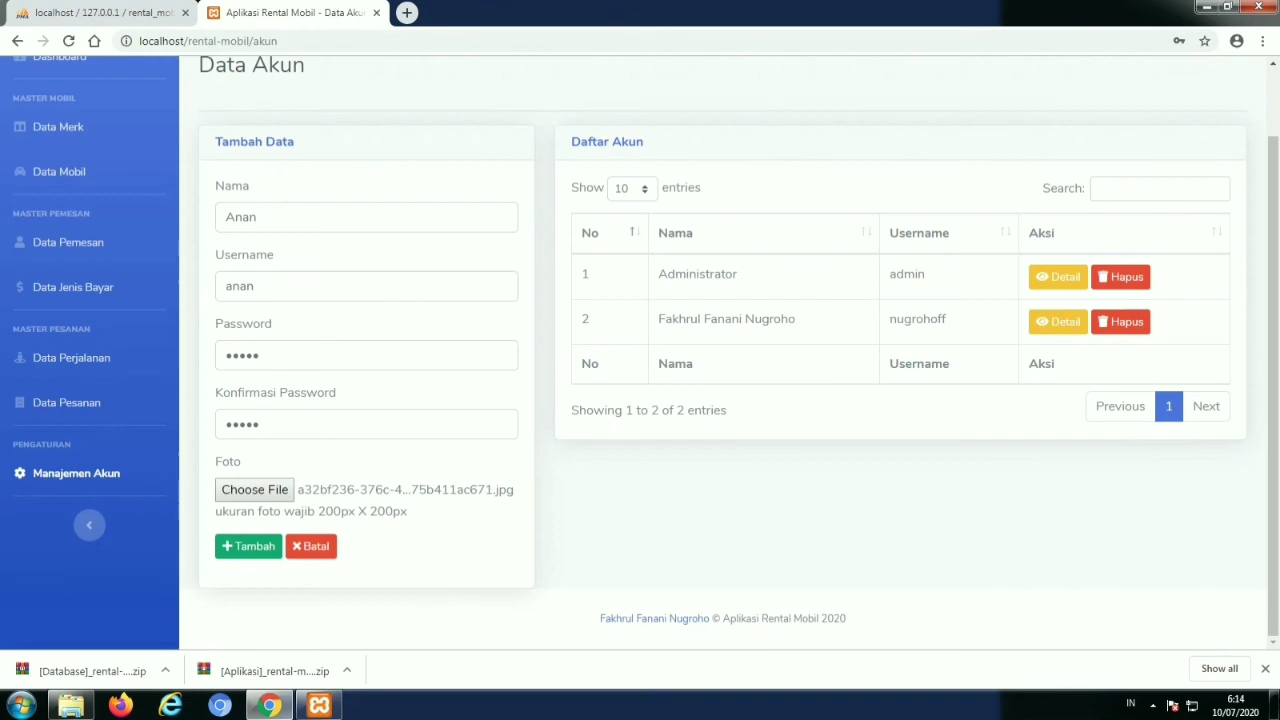 localhost / 127.0.0.1 / rental_mob
Aplikasi Rental Mobil - Data Akun
localhost/rental-mobil/akun
Dashboard
MASTER MOBIL
Data Merk
Data Mobil
MASTER PEMESAN
Data Pemesan
Data Jenis Bayar
MASTER PESANAN
Data Perjalanan
Data Pesanan
PENGATURAN
Manajemen Akun
Data Akun
Tambah Data
Nama
Anan
Username
anan
Password
•••••
Konfirmasi Password
•••••
Foto
Choose File a32bf236-376c-4...75b411ac671.jpg
ukuran foto wajib 200px X 200px
Tambah Batal
Daftar Akun
Show 10 entries Search:
No Nama Username Aksi
1 Administrator admin Detail Hapus
2 Fakhrul Fanani Nugroho nugrohoff Detail Hapus
No Nama Username Aksi
Showing 1 to 2 of 2 entries Previous 1 Next
Fakhrul Fanani Nugroho © Aplikasi Rental Mobil 2020
[Database]_rental-....zip [Aplikasi]_rental-m....zip Show all
IN 6:14
10/07/2020